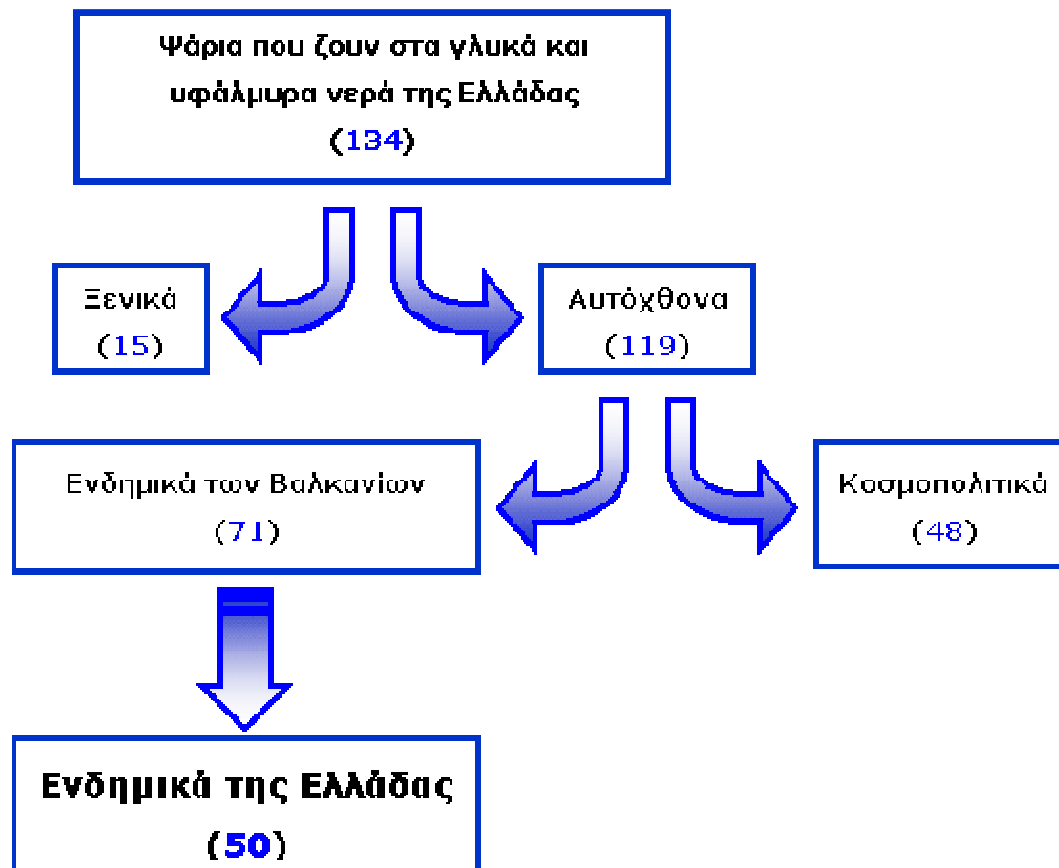 Ψάρια που ζουν στα γλυκά και
υφάλμυρα νερά της Ελλάδας
(134)
Ξενικά
(15)
Αυτόχθονα
(119)
Ενδημικά των Βαλκανίων
(71)
Κοσμοπολιτικά
(48)
Ενδημικά της Ελλάδας
(50)